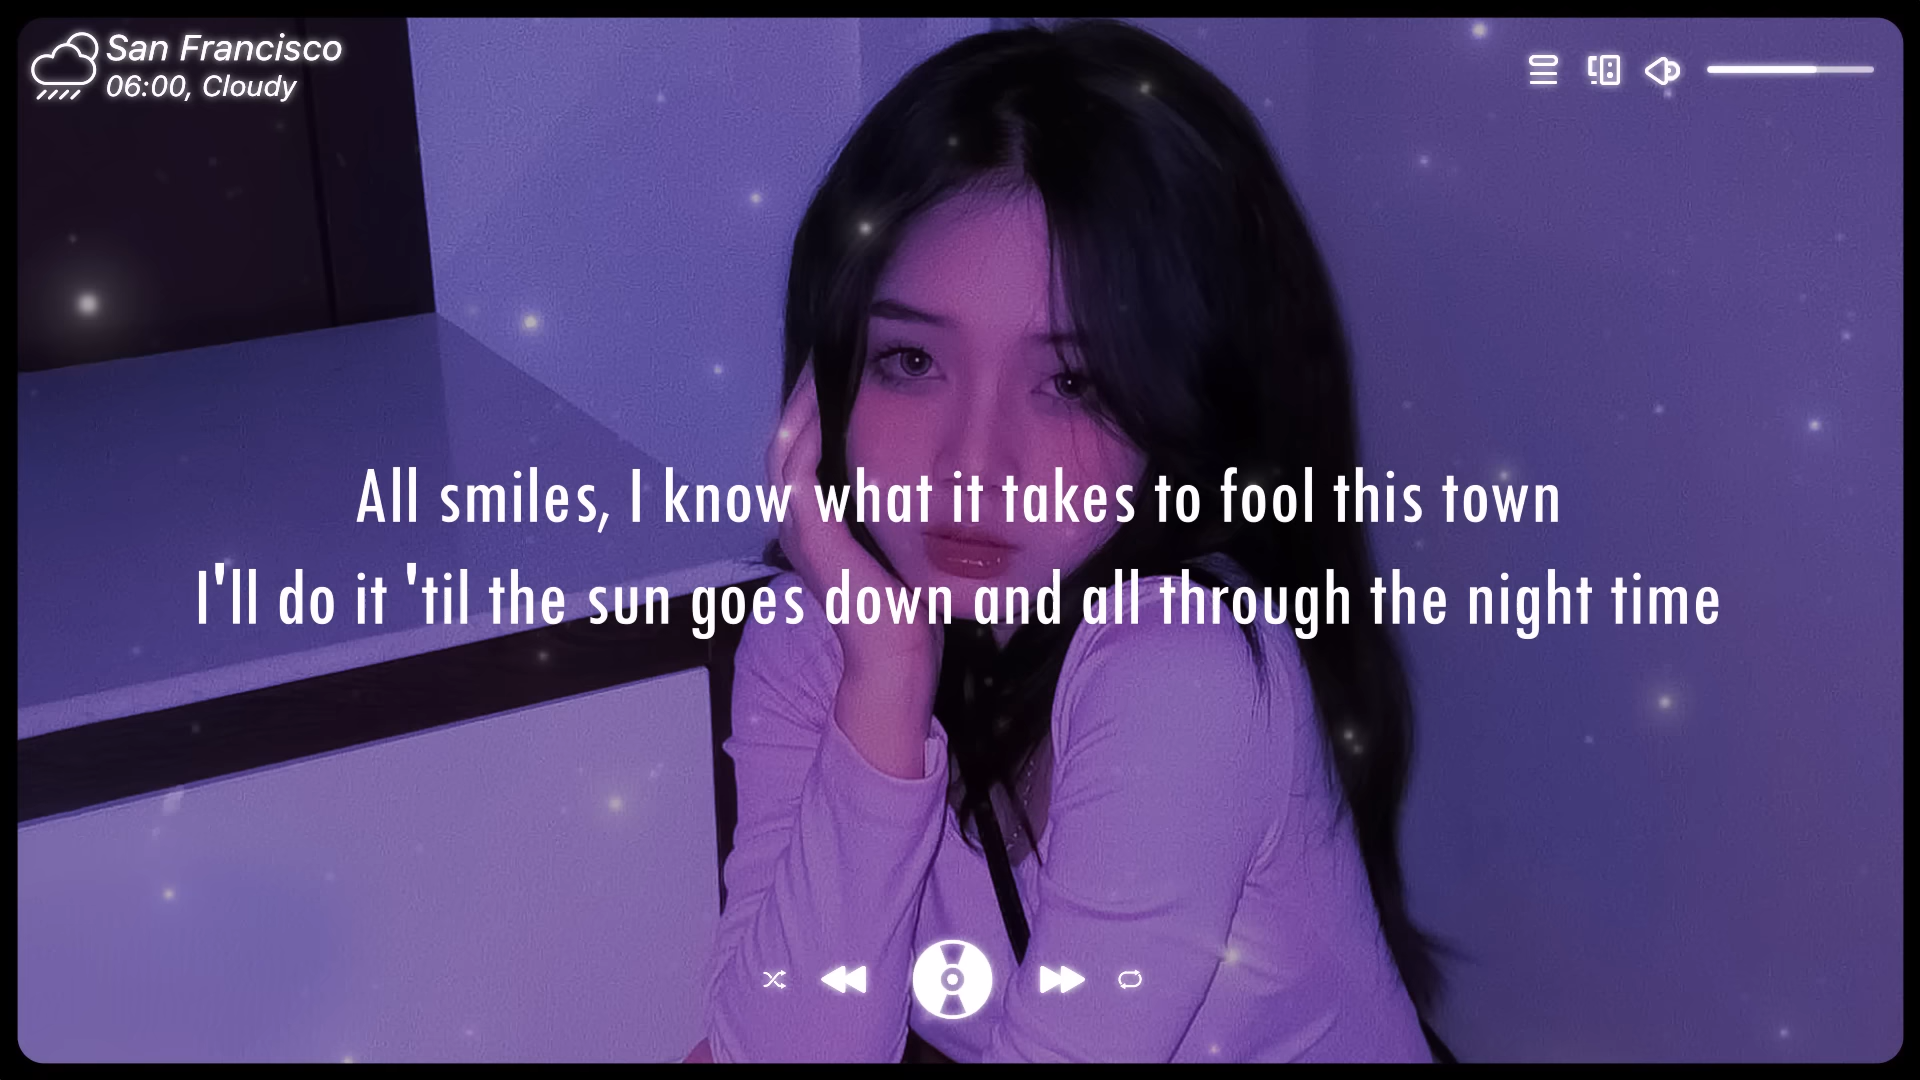 San Francisco
06:00, Cloudy
All smiles, I know what it takes to fool this town
I'll do it 'til the sun goes down and all through the night time